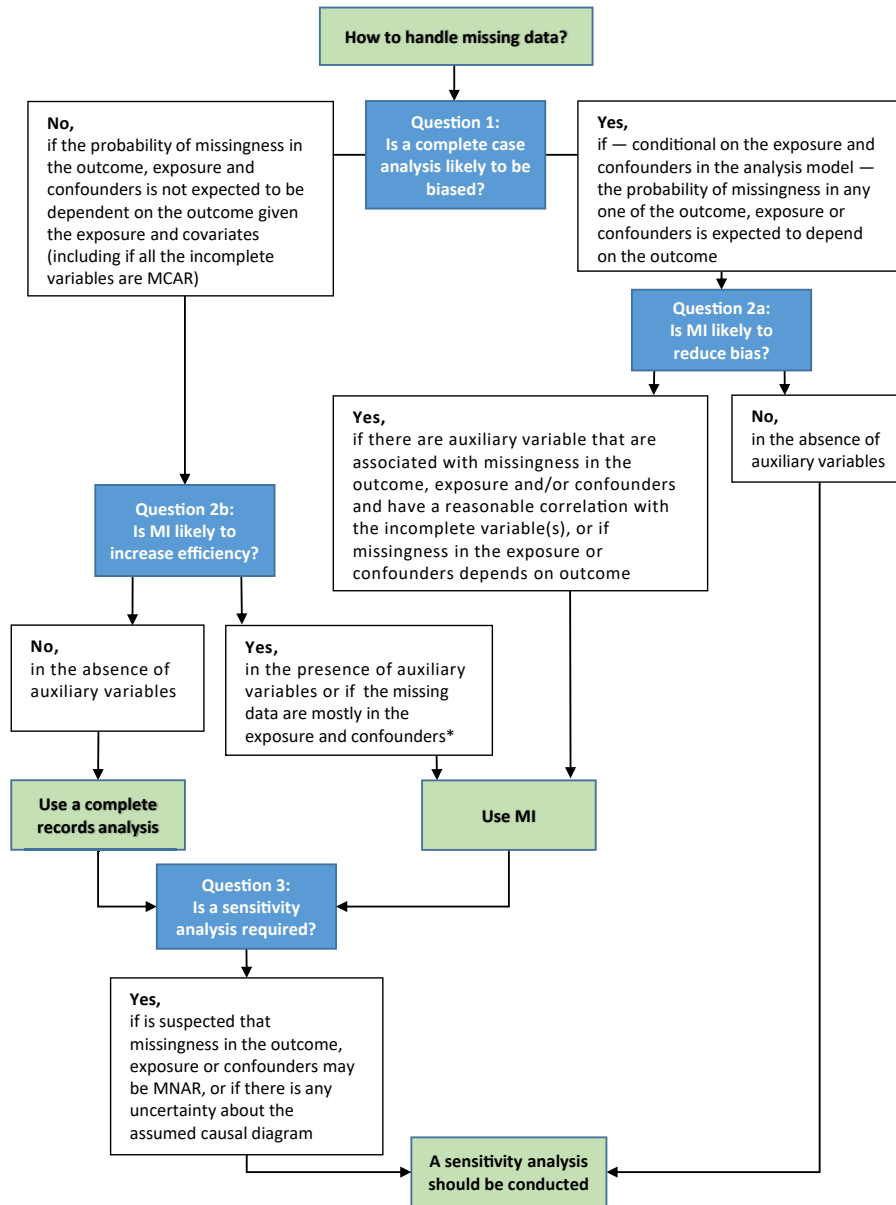 How to handle missing data?
Question 1:
Is a complete case
analysis likely to be
biased?
No,
if the probability of missingness in
the outcome, exposure and
confounders is not expected to be
dependent on the outcome given
the exposure and covariates
(including if all the incomplete
variables are MCAR)
Yes,
if — conditional on the exposure and
confounders in the analysis model —
the probability of missingness in any
one of the outcome, exposure or
confounders is expected to depend
on the outcome
Question 2a:
Is MI likely to
reduce bias?
Yes,
if there are auxiliary variable that are
associated with missingness in the
outcome, exposure and/or confounders
and have a reasonable correlation with
the incomplete variable(s), or if
missingness in the exposure or
confounders depends on outcome
No,
in the absence of
auxiliary variables
Question 2b:
Is MI likely to
increase efficiency?
No,
in the absence of
auxiliary variables
Yes,
in the presence of auxiliary
variables or if the missing
data are mostly in the
exposure and confounders*
Use a complete
records analysis
Use MI
Question 3:
Is a sensitivity
analysis required?
Yes,
if is suspected that
missingness in the outcome,
exposure or confounders may
be MNAR, or if there is any
uncertainty about the
assumed causal diagram
A sensitivity analysis
should be conducted